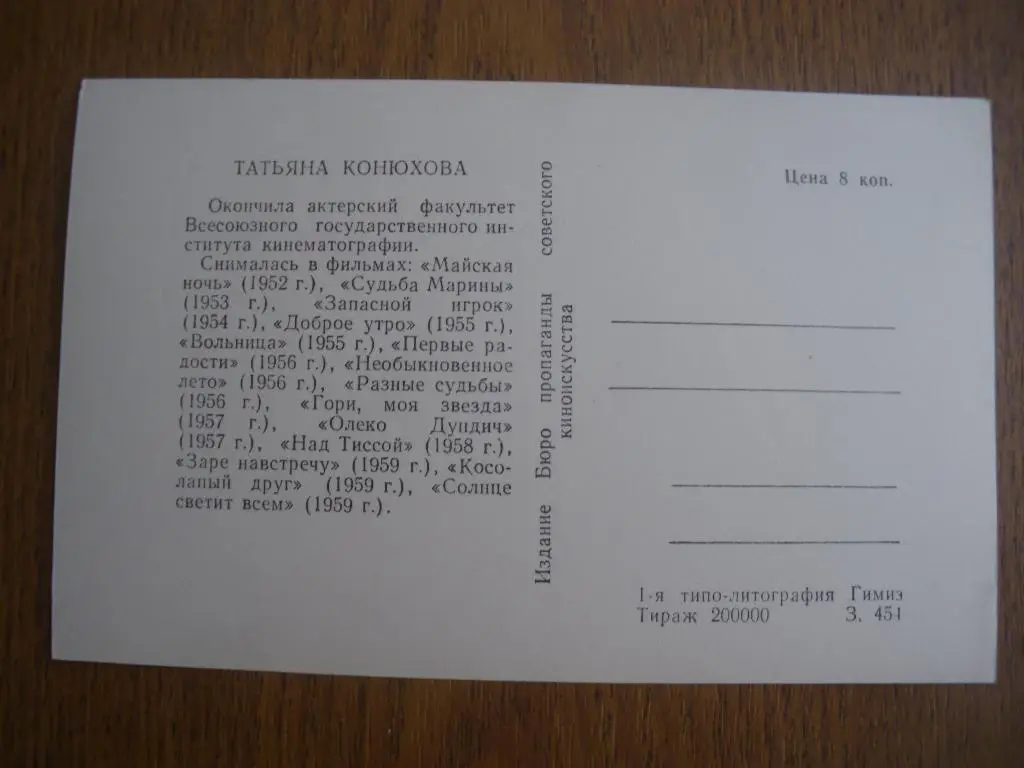 ТАТЬЯНА КОНЮХОВА
Окончила актерский факультет
Всесоюзного государственного ин-
ститута кинематографии.
Снималась в фильмах: «Майская
ночь» (1952 г.), «Судьба Марины»
(1953 г.), «Запасной игрок»
(1954 г.), «Доброе утро» (1955 г.),
«Вольница» (1955 г.), «Первые ра-
дости» (1956 г.), «Необыкновенное
лето» (1956 г.), «Разные судьбы»
(1956 г.), «Гори, моя звезда»
(1957 г.), «Олеко Дундич»
(1957 г.), «Над Тиссой» (1958 г.),
«Заре навстречу» (1959 г.), «Косо-
лапый друг» (1959 г.), «Солнце
светит всем» (1959 г.).
Издание Бюро пропаганды советского
киноискусства
Цена 8 коп.
1-я типо-литография Гимиз
Тираж 200000 З. 454